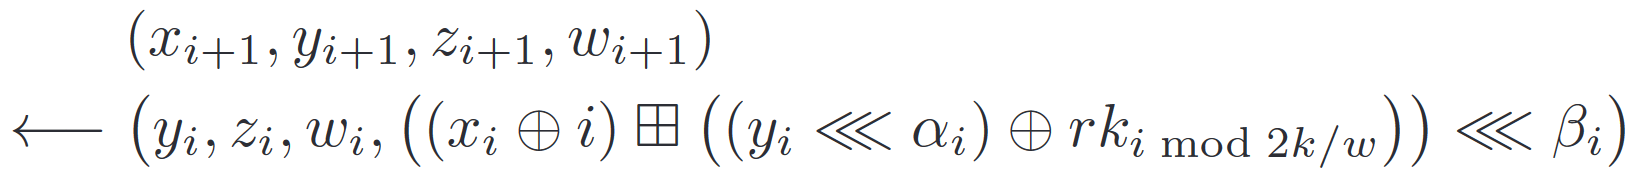 (x_{i+1}, y_{i+1}, z_{i+1}, w_{i+1})
⟵ (y_i, z_i, w_i, ((x_i ⊕ i) ⊞ ((y_i ⋘ α_i) ⊕ rk_{i mod 2k/w})) ⋘ β_i)